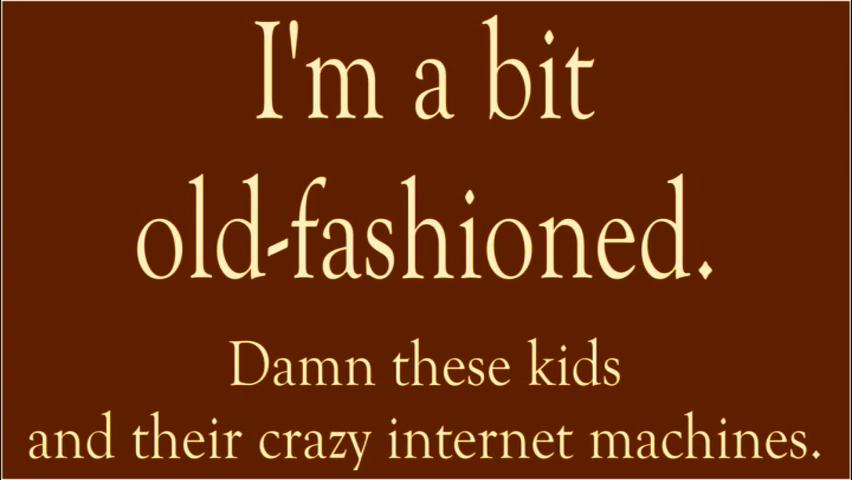 I'm a bit
old-fashioned.
Damn these kids
and their crazy internet machines.